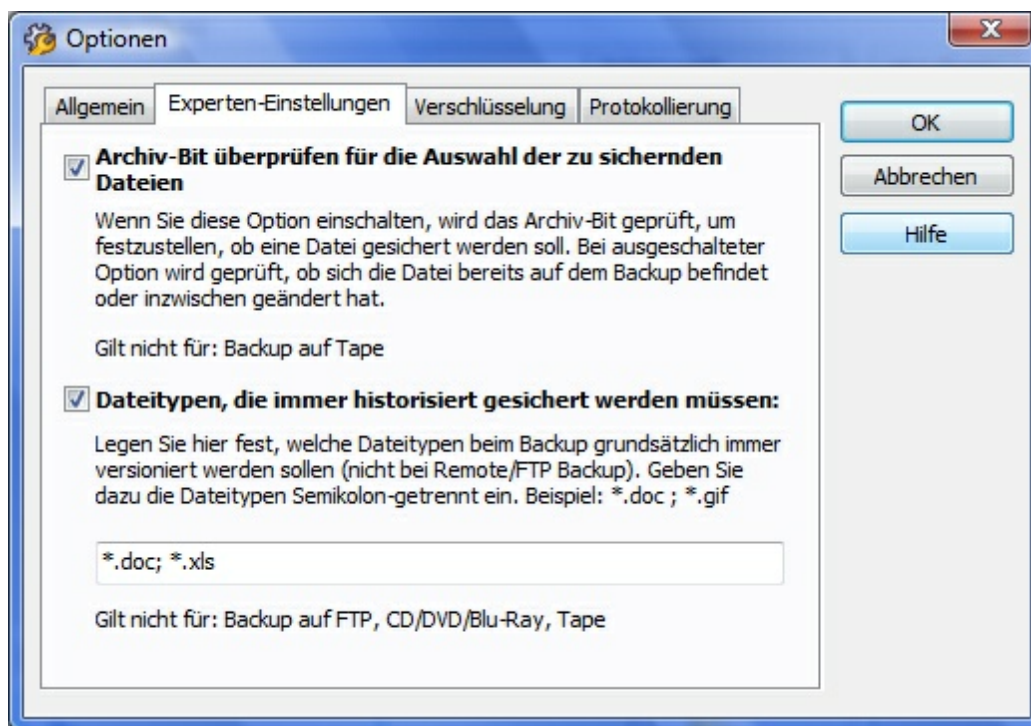 Optionen
Allgemein
Experten-Einstellungen
Verschlüsselung
Protokollierung
OK
Abbrechen
Hilfe
Archiv-Bit überprüfen für die Auswahl der zu sichernden
Dateien
Wenn Sie diese Option einschalten, wird das Archiv-Bit geprüft, um
festzustellen, ob eine Datei gesichert werden soll. Bei ausgeschalteter
Option wird geprüft, ob sich die Datei bereits auf dem Backup befindet
oder inzwischen geändert hat.
Gilt nicht für: Backup auf Tape
Dateitypen, die immer historisiert gesichert werden müssen:
Legen Sie hier fest, welche Dateitypen beim Backup grundsätzlich immer
versioniert werden sollen (nicht bei Remote/FTP Backup). Geben Sie
dazu die Dateitypen Semikolon-getrennt ein. Beispiel: *.doc ; *.gif
*.doc; *.xls
Gilt nicht für: Backup auf FTP, CD/DVD/Blu-Ray, Tape